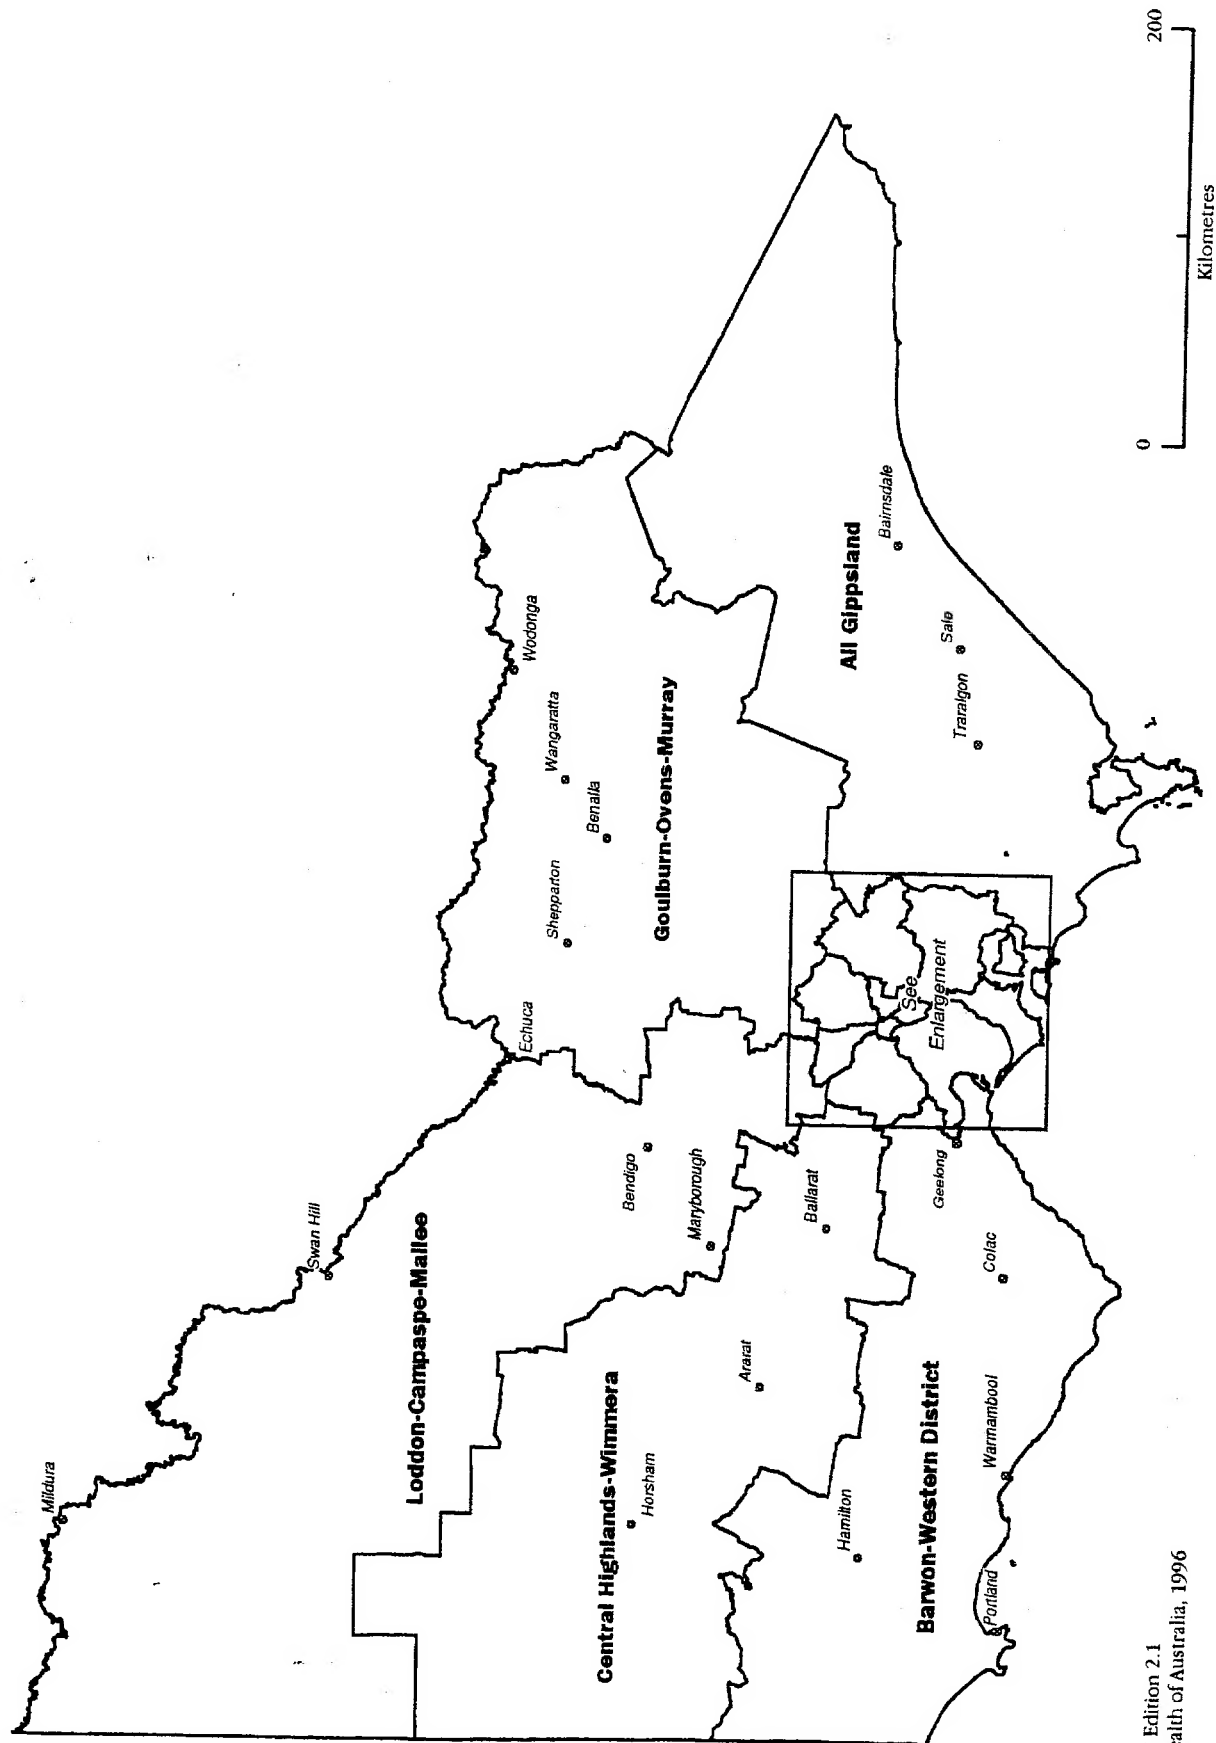 Mildura
Swan Hill
Loddon-Campaspe-Mallee
Echuca
Wodonga
Wangaratta
Shepparton
Benalla
Goulburn-Ovens-Murray
Bendigo
Maryborough
Central Highlands-Wimmera
Horsham
Ararat
Ballarat
All Gippsland
Bairnsdale
Sale
Traralgon
See
Enlargement
Geelong
Colac
Hamilton
Barwon-Western District
Warrnambool
Portland
0
200
Kilometres
Edition 2.1
alth of Australia, 1996